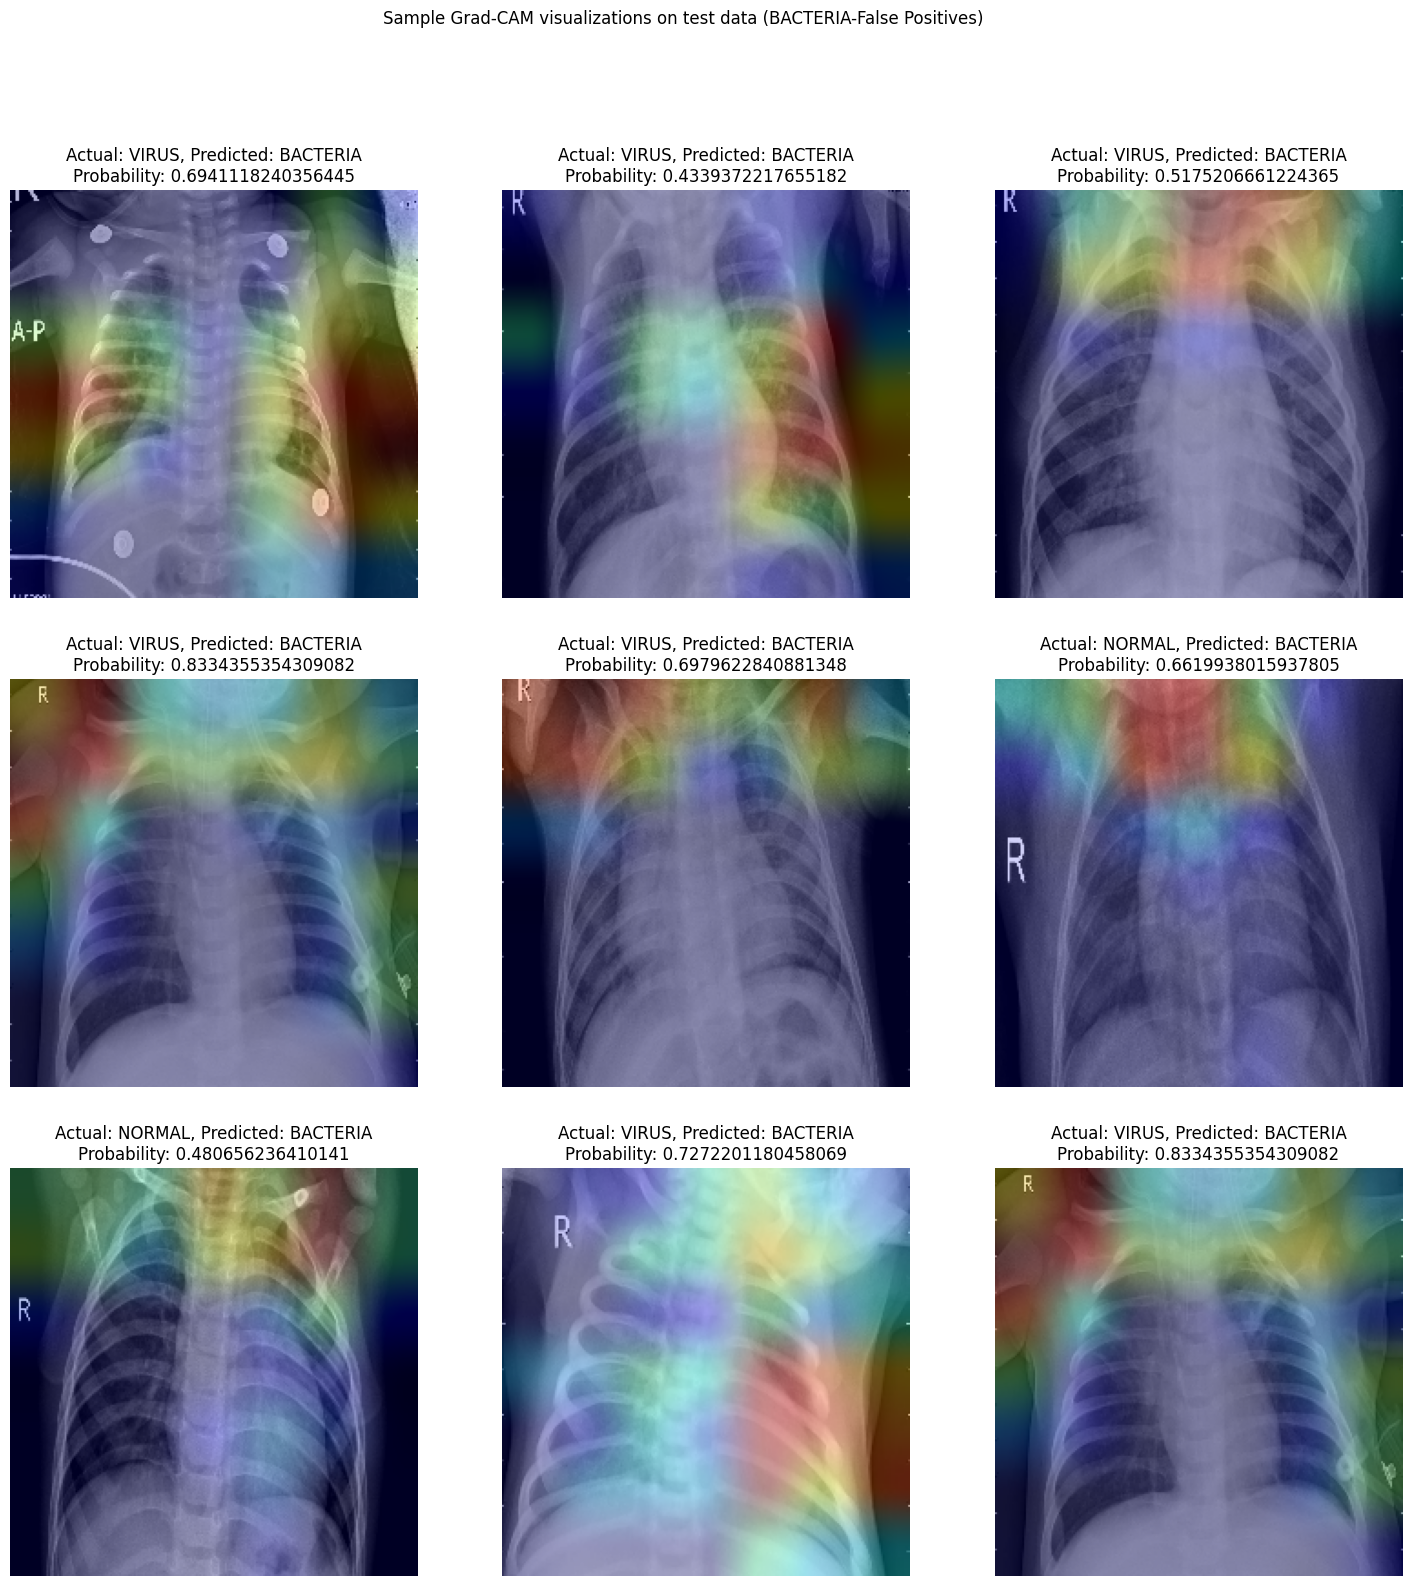 Sample Grad-CAM visualizations on test data (BACTERIA-False Positives)
Actual: VIRUS, Predicted: BACTERIA
Probability: 0.6941118240356445
Actual: VIRUS, Predicted: BACTERIA
Probability: 0.4339372217655182
Actual: VIRUS, Predicted: BACTERIA
Probability: 0.5175206661224365
R
A-P
R
R
Actual: VIRUS, Predicted: BACTERIA
Probability: 0.8334355354309082
Actual: VIRUS, Predicted: BACTERIA
Probability: 0.6979622840881348
Actual: NORMAL, Predicted: BACTERIA
Probability: 0.6619938015937805
R
R
R
Actual: NORMAL, Predicted: BACTERIA
Probability: 0.480656236410141
Actual: VIRUS, Predicted: BACTERIA
Probability: 0.7272201180458069
Actual: VIRUS, Predicted: BACTERIA
Probability: 0.8334355354309082
R
R
R